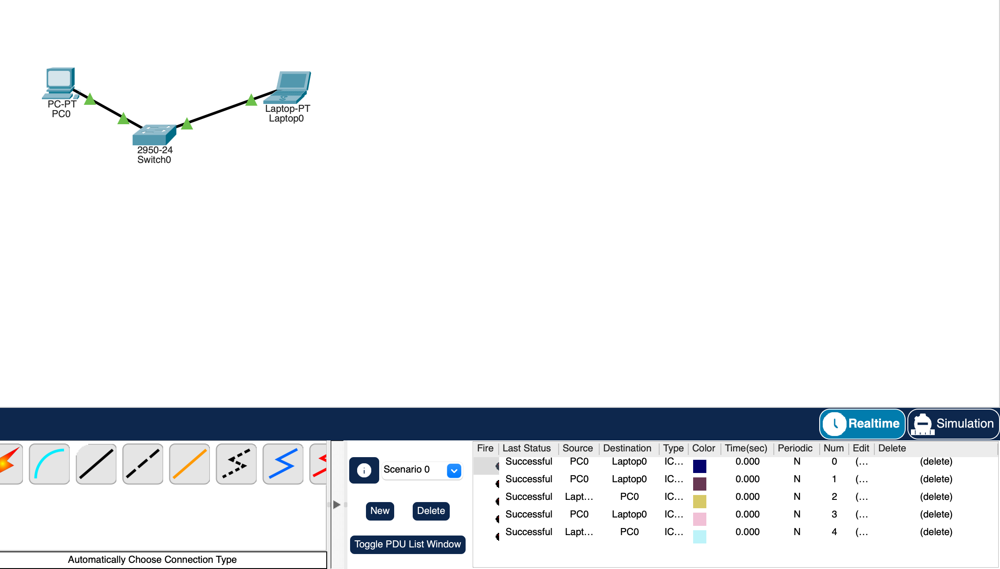 PC-PT
PC0
Laptop-PT
Laptop0
2950-24
Switch0
Realtime
Simulation
Fire Last Status Source Destination Type Color Time(sec) Periodic Num Edit Delete
Successful PC0 Laptop0 IC... 0.000 N 0 (... (delete)
Successful PC0 Laptop0 IC... 0.000 N 1 (... (delete)
Successful Lapt... PC0 IC... 0.000 N 2 (... (delete)
Successful PC0 Laptop0 IC... 0.000 N 3 (... (delete)
Successful Lapt... PC0 IC... 0.000 N 4 (... (delete)
i
Scenario 0
New Delete
Toggle PDU List Window
Automatically Choose Connection Type